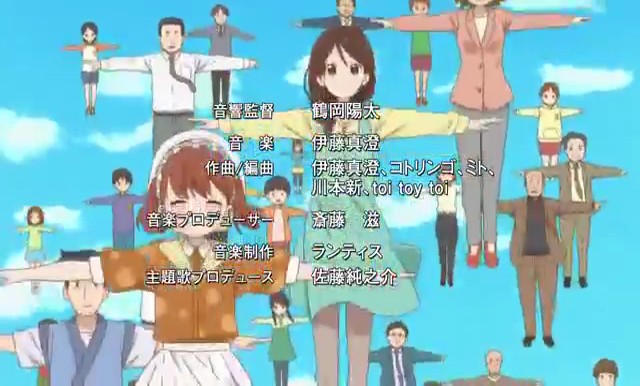 音響監督 鶴岡陽太
音 楽 伊藤真澄
作曲/編曲 伊藤真澄、コトリンゴ、ミト、
川本新、toi toy toi
音楽プロデューサー 斎藤 滋
音楽制作 ランティス
主題歌プロデュース 佐藤純之介